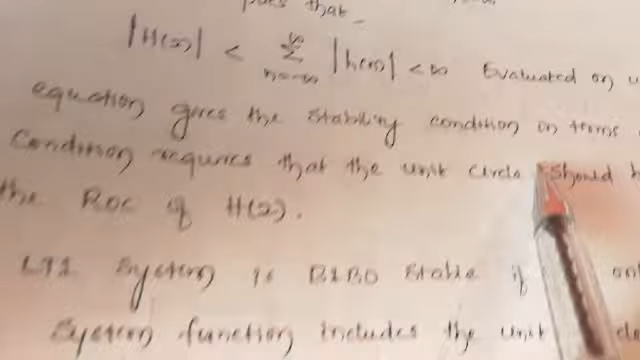 that
|H(z)| < ∞ Σ n=-∞ |h(n)| < ∞ Evaluated on u
equation gives the stability condition in terms
Condition requires that the unit circle should b
the ROC of H(z).
LTI System is BIBO stable if on
System function includes the unit